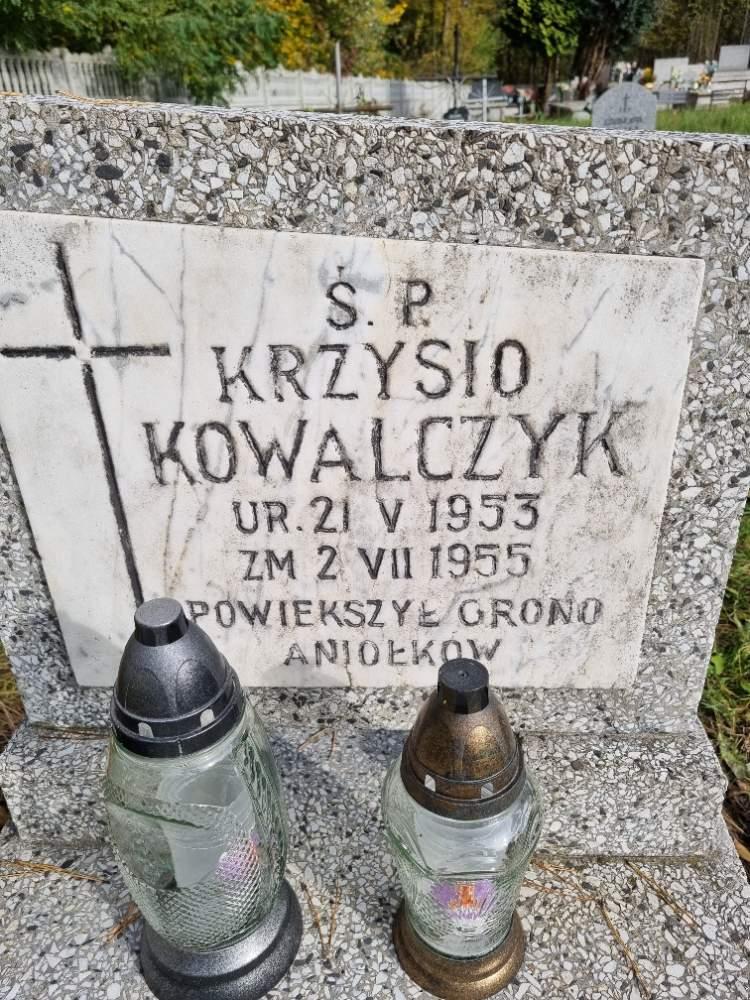 Ś. P.
KRZYSIO
KOWALCZYK
UR. 21 V 1953
ZM 2 VII 1955
POWIEKSZYŁ GRONO
ANIOŁKÓW